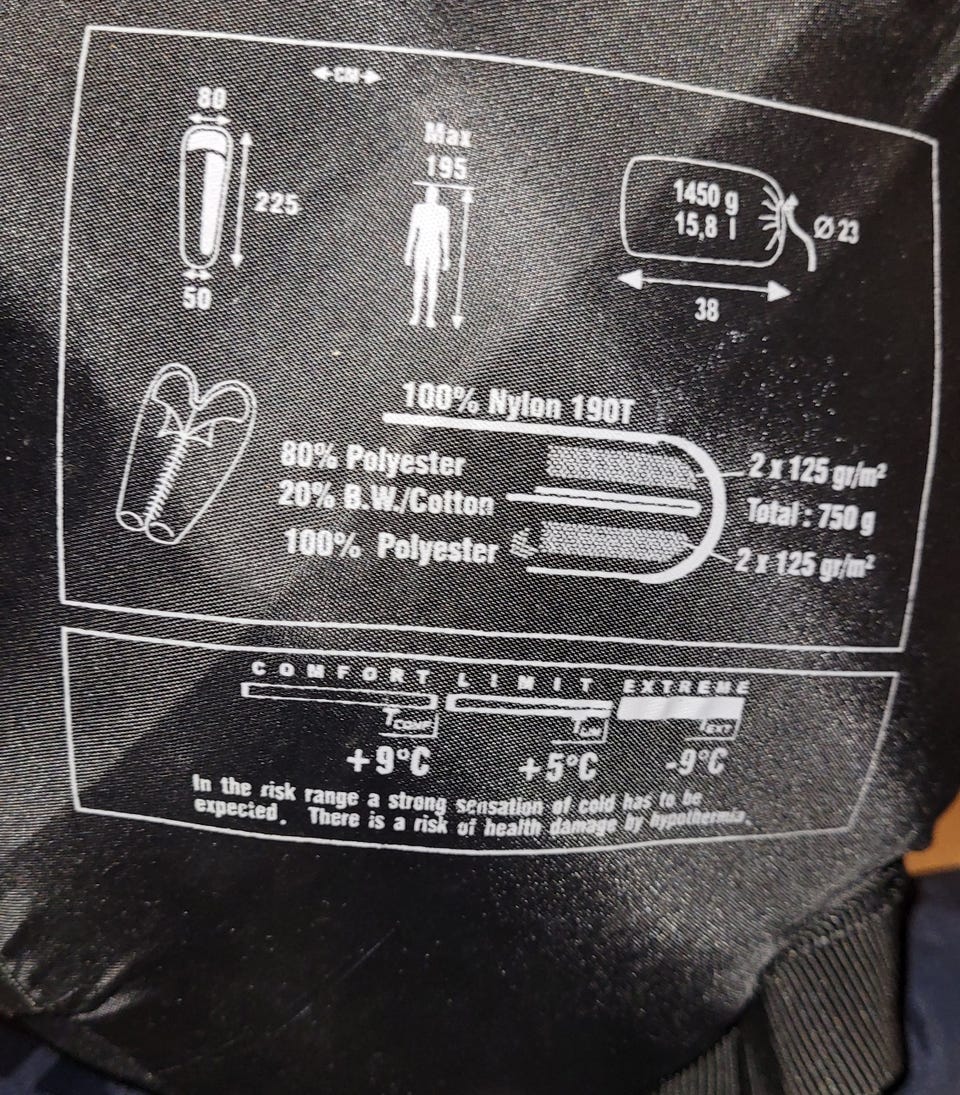 CM
80
225
50
Max
195
1450 g
15,8 l
Ø 23
38
100% Nylon 190T
80% Polyester
20% B.W./Cotton
100% Polyester
2 x 125 gr/m²
Total : 750 g
2 x 125 gr/m²
COMFORT LIMIT EXTREME
TCOMF TLIM TEXT
+9°C +5°C -9°C
In the risk range a strong sensation of cold has to be
expected. There is a risk of health damage by hypothermia.